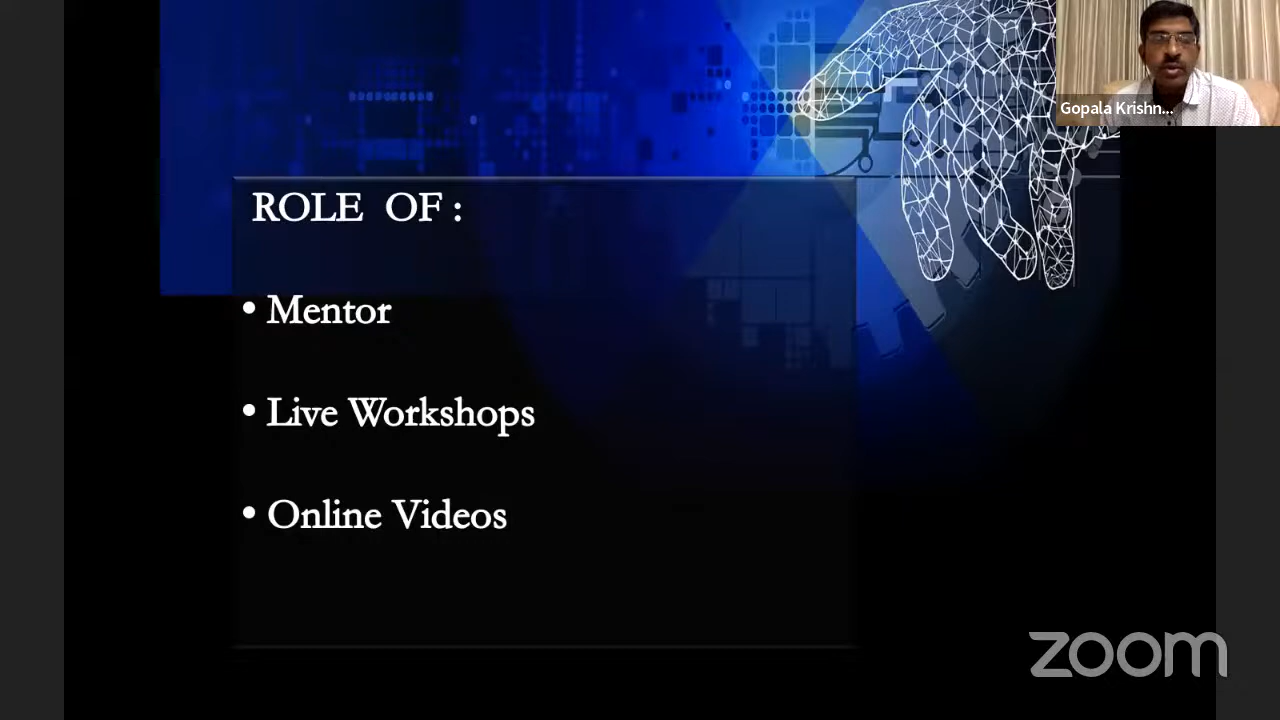 Gopala Krishn...
ROLE OF :
• Mentor
• Live Workshops
• Online Videos
zoom